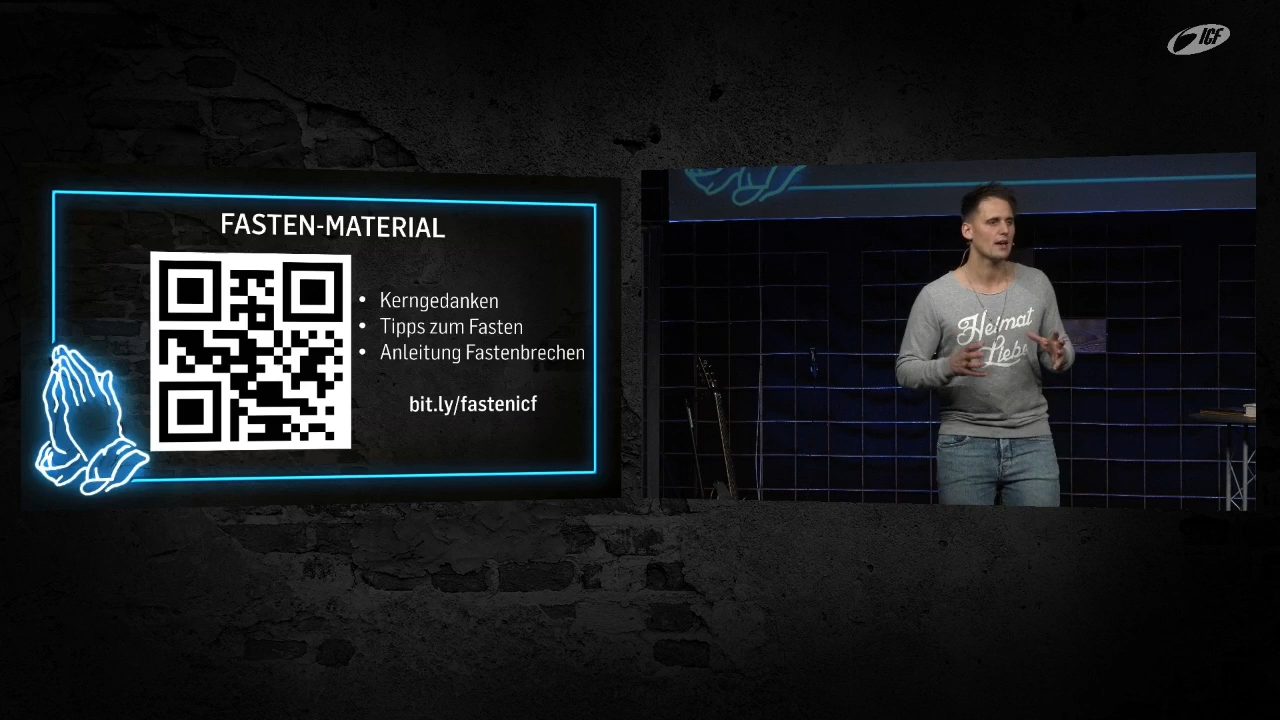 ICF
FASTEN-MATERIAL
• Kerngedanken
• Tipps zum Fasten
• Anleitung Fastenbrechen
bit.ly/fastenicf
Heimat
Liebe